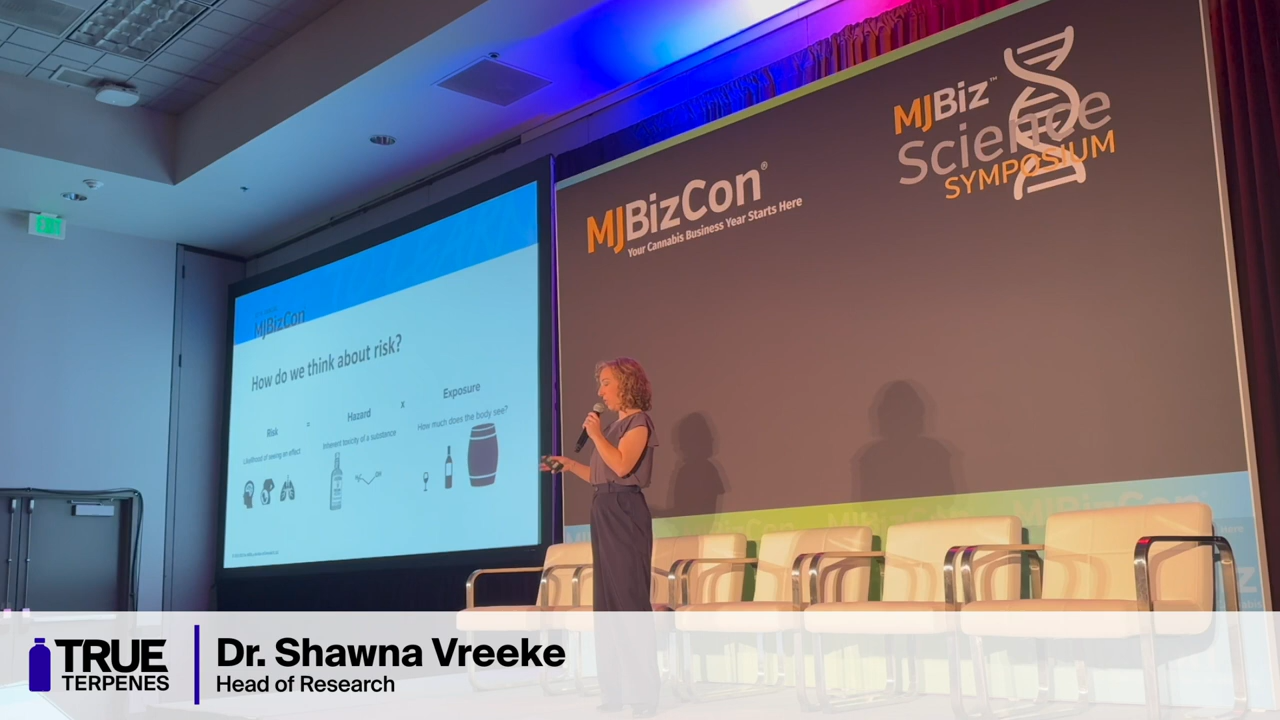 MJBiz™
Science
SYMPOSIUM
MJBizCon®
Your Cannabis Business Year Starts Here
MJBizCon
How do we think about risk?
Risk
=
Hazard
x
Exposure
Likelihood of seeing an effect
Inherent toxicity of a substance
How much does the body see?
OH
TRUE
TERPENES
Dr. Shawna Vreeke
Head of Research